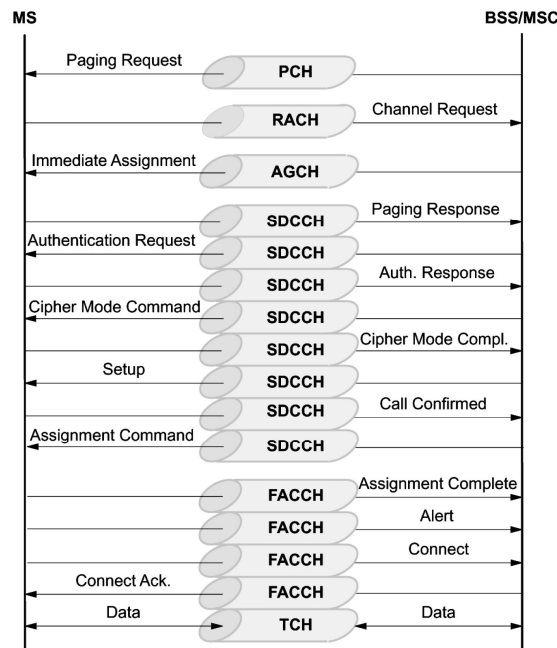 MS BSS/MSC
Paging Request PCH
RACH Channel Request
Immediate Assignment AGCH
SDCCH Paging Response
Authentication Request SDCCH
SDCCH Auth. Response
Cipher Mode Command SDCCH
SDCCH Cipher Mode Compl.
Setup SDCCH
SDCCH Call Confirmed
Assignment Command SDCCH
FACCH Assignment Complete
FACCH Alert
FACCH Connect
Connect Ack. FACCH
Data TCH Data